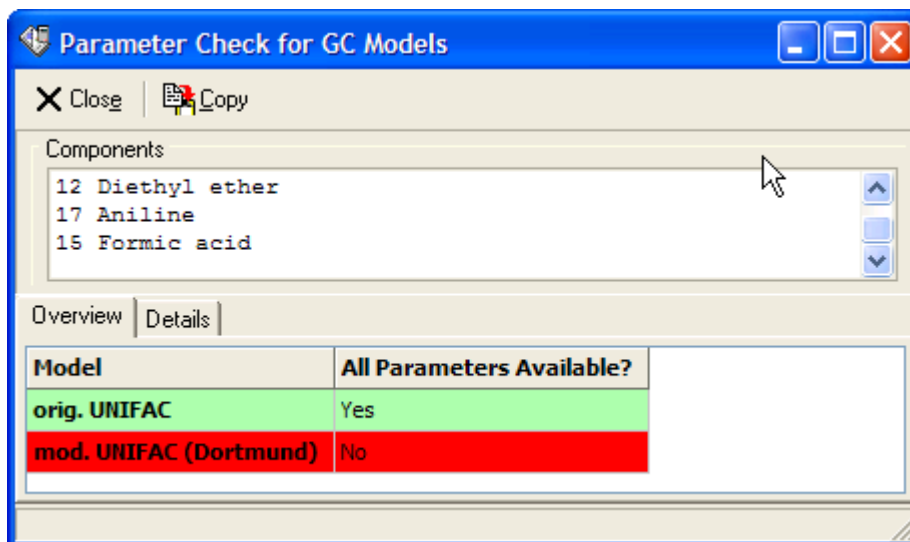 Parameter Check for GC Models
Close Copy
Components
12 Diethyl ether
17 Aniline
15 Formic acid
Overview Details
Model All Parameters Available?
orig. UNIFAC Yes
mod. UNIFAC (Dortmund) No